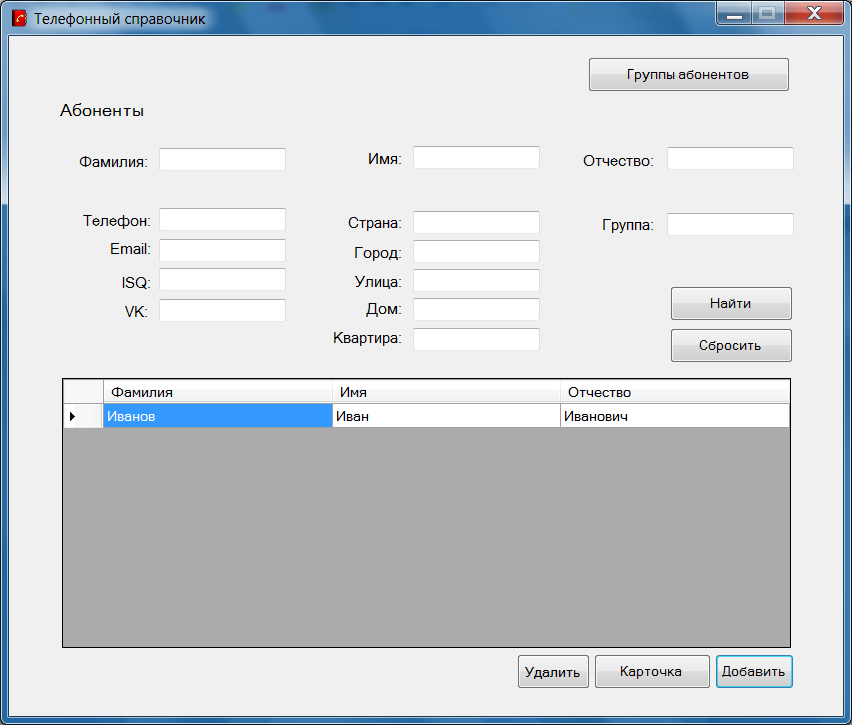 Телефонный справочник
Группы абонентов
Абоненты
Фамилия: Имя: Отчество:
Телефон: Страна: Группа:
Email: Город:
ISQ: Улица:
VK: Дом: Найти
Квартира: Сбросить
Фамилия Имя Отчество
Иванов Иван Иванович
Удалить Карточка Добавить